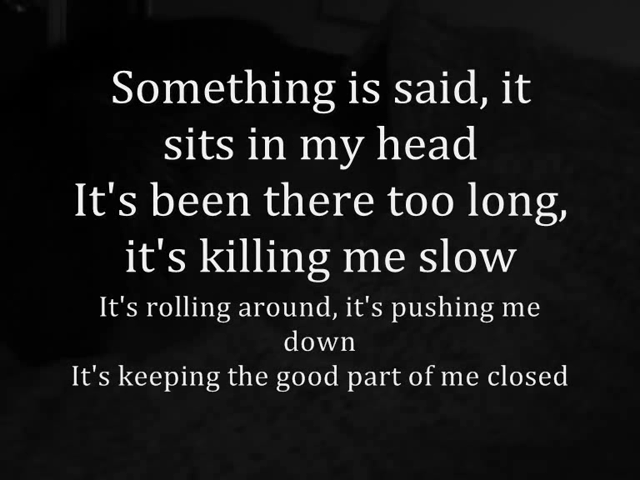 Something is said, it
sits in my head
It's been there too long,
it's killing me slow
It's rolling around, it's pushing me
down
It's keeping the good part of me closed